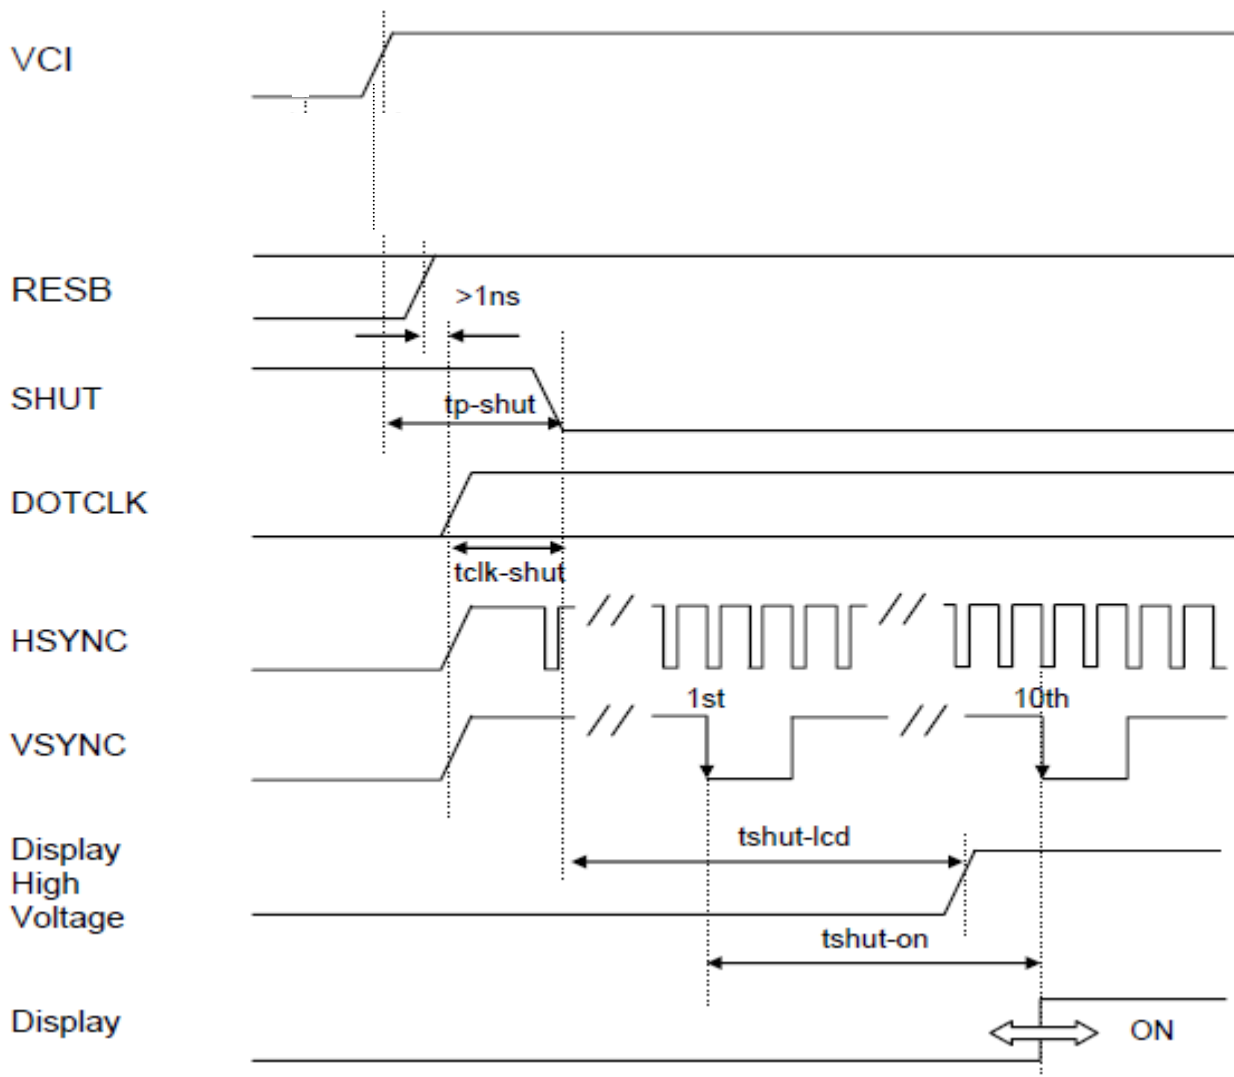 VCI
RESB
>1ns
SHUT
tp-shut
DOTCLK
tclk-shut
HSYNC
1st
10th
VSYNC
Display
High
Voltage
tshut-lcd
tshut-on
Display
ON